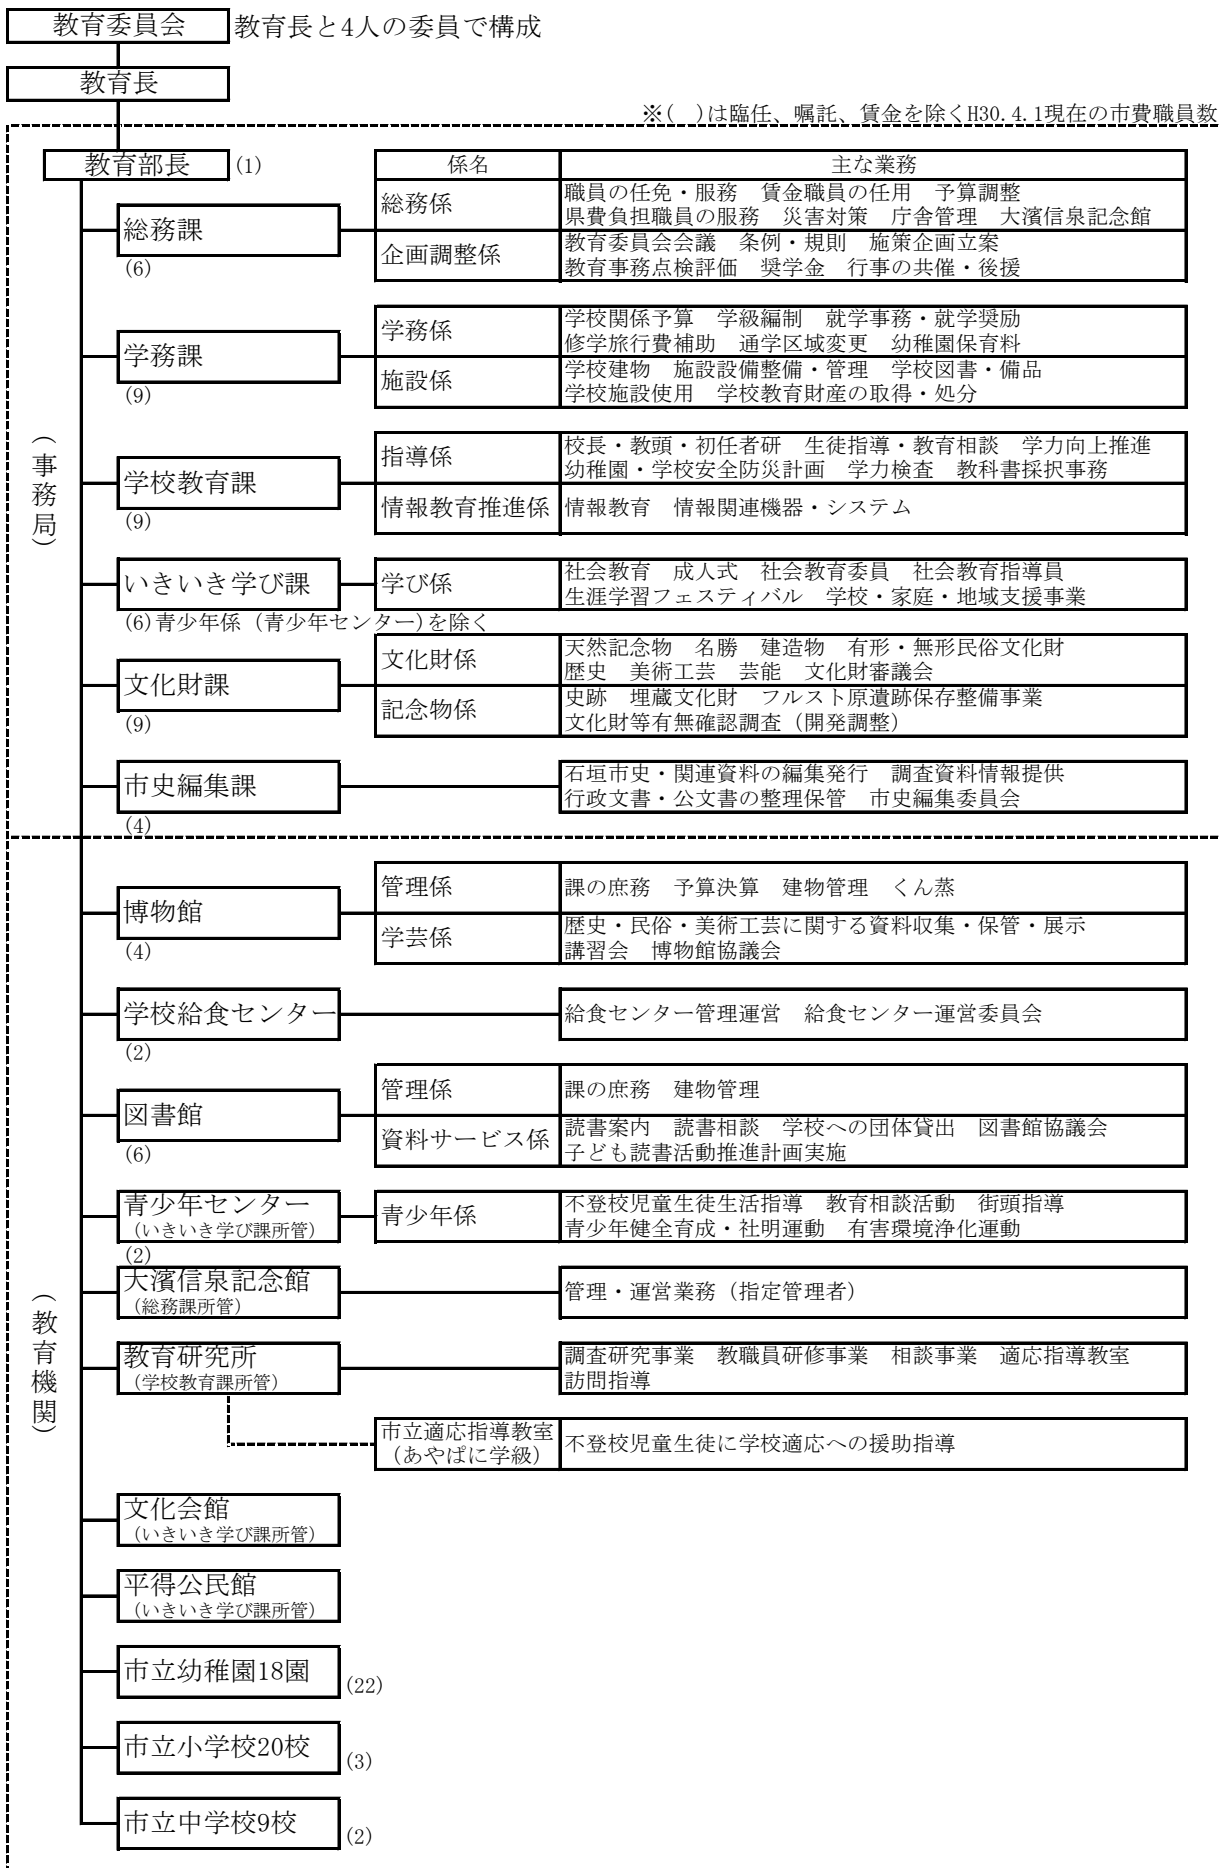 教育委員会 教育長と4人の委員で構成
教育長
※( )は臨任、嘱託、賃金を除くH30.4.1現在の市費職員数
教育部長 (1)
係名 主な業務
(事務局)
総務課
(6)
総務係
職員の任免・服務 賃金職員の任用 予算調整
県費負担職員の服務 災害対策 庁舎管理 大濱信泉記念館
企画調整係
教育委員会会議 条例・規則 施策企画立案
教育事務点検評価 奨学金 行事の共催・後援
学務課
(9)
学務係
学校関係予算 学級編制 就学事務・就学奨励
修学旅行費補助 通学区域変更 幼稚園保育料
施設係
学校建物 施設設備整備・管理 学校図書・備品
学校施設使用 学校教育財産の取得・処分
学校教育課
(9)
指導係
校長・教頭・初任者研 生徒指導・教育相談 学力向上推進
幼稚園・学校安全防災計画 学力検査 教科書採択事務
情報教育推進係
情報教育 情報関連機器・システム
いきいき学び課
(6)青少年係(青少年センター)を除く
学び係
社会教育 成人式 社会教育委員 社会教育指導員
生涯学習フェスティバル 学校・家庭・地域支援事業
文化財課
(9)
文化財係
天然記念物 名勝 建造物 有形・無形民俗文化財
歴史 美術工芸 芸能 文化財審議会
記念物係
史跡 埋蔵文化財 フルスト原遺跡保存整備事業
文化財等有無確認調査(開発調整)
市史編集課
(4)
石垣市史・関連資料の編集発行 調査資料情報提供
行政文書・公文書の整理保管 市史編集委員会
(教育機関)
博物館
(4)
管理係
課の庶務 予算決算 建物管理 くん蒸
学芸係
歴史・民俗・美術工芸に関する資料収集・保管・展示
講習会 博物館協議会
学校給食センター
(2)
給食センター管理運営 給食センター運営委員会
図書館
(6)
管理係
課の庶務 建物管理
資料サービス係
読書案内 読書相談 学校への団体貸出 図書館協議会
子ども読書活動推進計画実施
青少年センター
(いきいき学び課所管)
(2)
青少年係
不登校児童生徒生活指導 教育相談活動 街頭指導
青少年健全育成・社明運動 有害環境浄化運動
大濱信泉記念館
(総務課所管)
管理・運営業務(指定管理者)
教育研究所
(学校教育課所管)
調査研究事業 教職員研修事業 相談事業 適応指導教室
訪問指導
市立適応指導教室
(あやぱに学級)
不登校児童生徒に学校適応への援助指導
文化会館
(いきいき学び課所管)
平得公民館
(いきいき学び課所管)
市立幼稚園18園 (22)
市立小学校20校 (3)
市立中学校9校 (2)